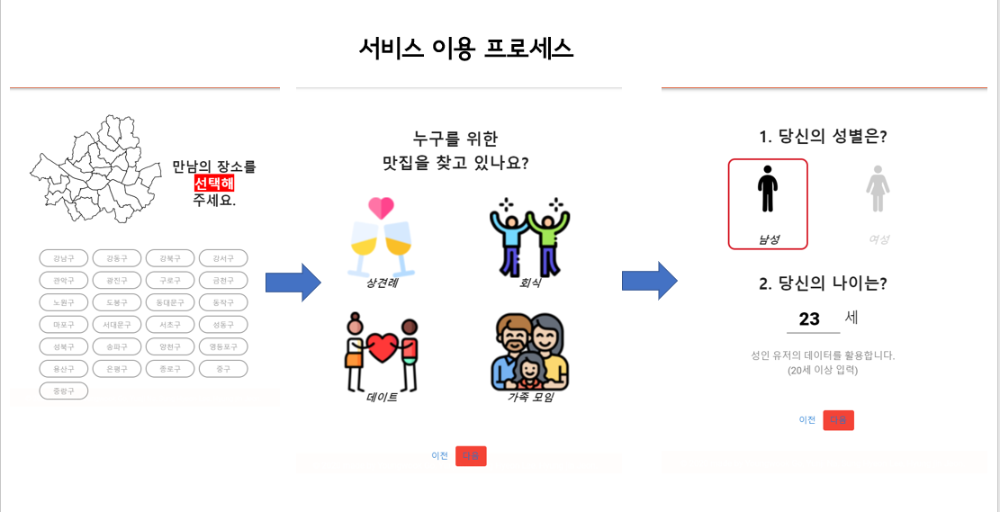 서비스 이용 프로세스
만남의 장소를
선택해
주세요.
강남구 강동구 강북구 강서구
관악구 광진구 구로구 금천구
노원구 도봉구 동대문구 동작구
마포구 서대문구 서초구 성동구
성북구 송파구 양천구 영등포구
용산구 은평구 종로구 중구
중랑구
누구를 위한
맛집을 찾고 있나요?
상견례 회식
데이트 가족 모임
이전 다음
1. 당신의 성별은?
남성 여성
2. 당신의 나이는?
23 세
성인 유저의 데이터를 활용합니다.
(20세 이상 입력)
이전 다음